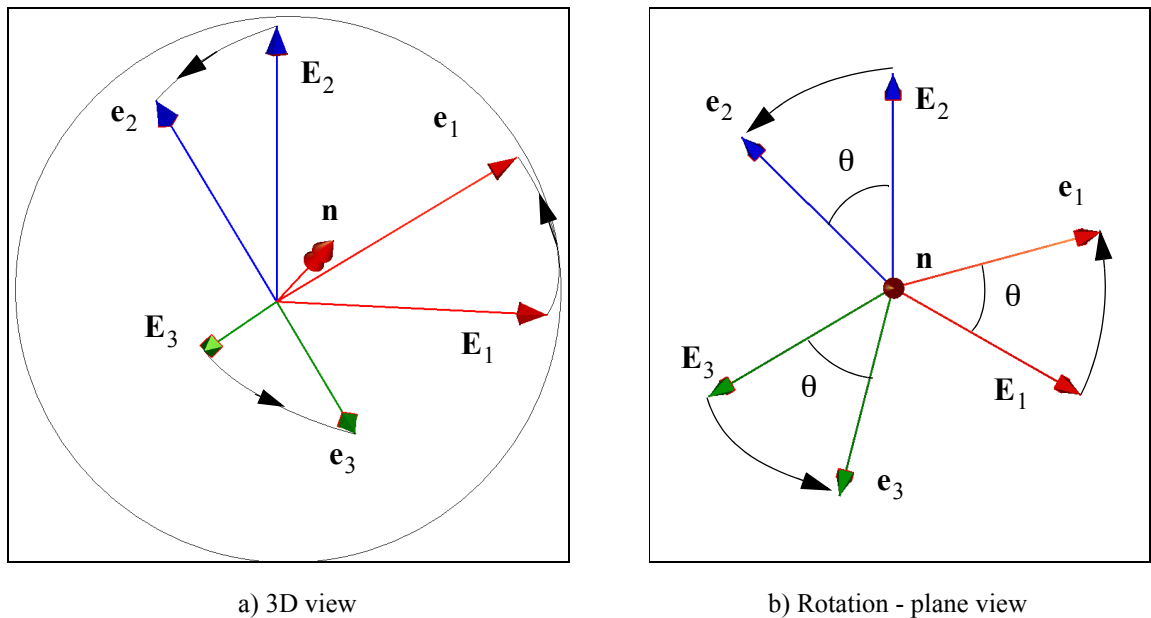 E2
e2
e1
n
E3
E1
e3
a) 3D view
E2
e2
θ
e1
n
θ
E3
θ
E1
e3
b) Rotation - plane view